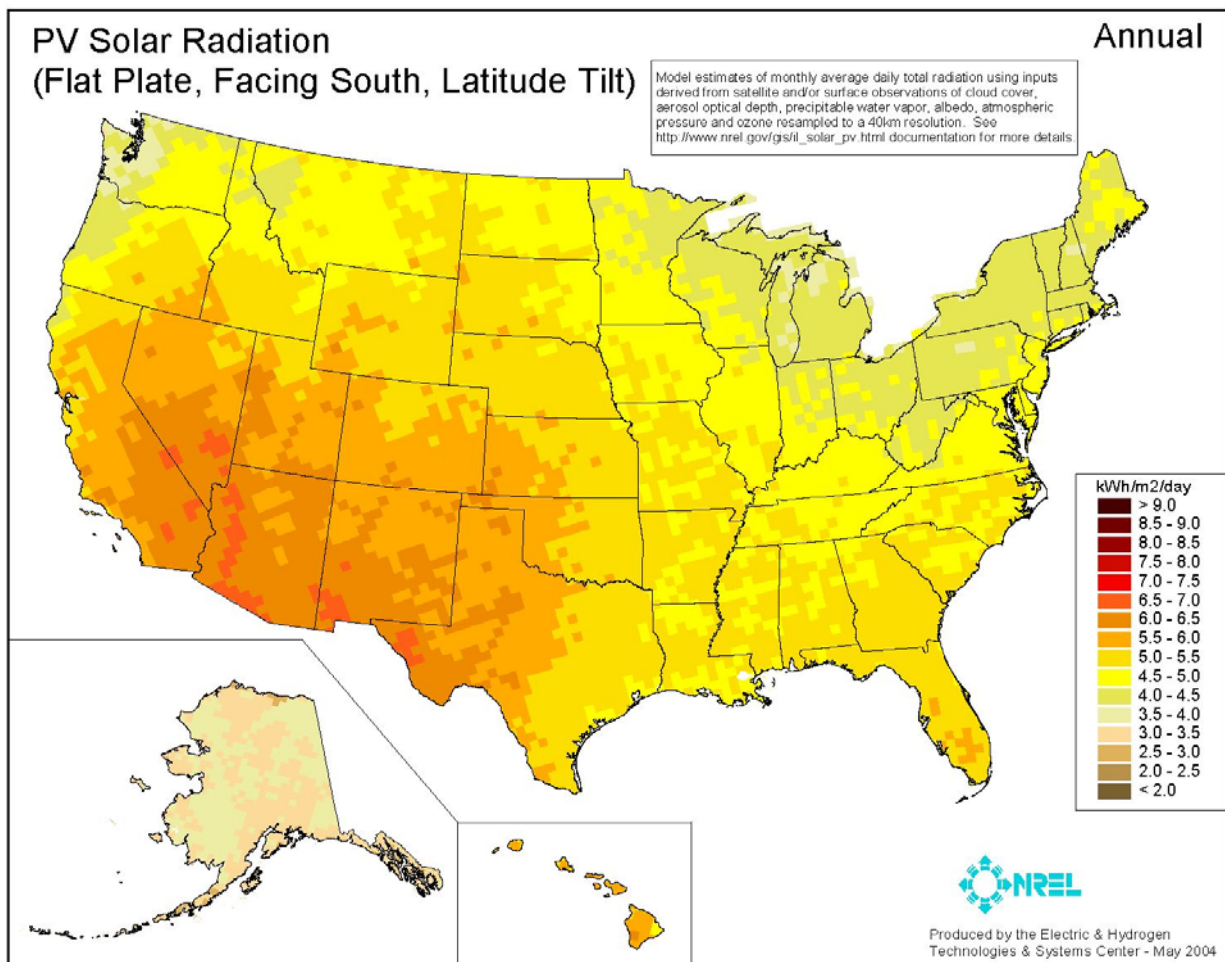 PV Solar Radiation
(Flat Plate, Facing South, Latitude Tilt)
Annual
Model estimates of monthly average daily total radiation using inputs
derived from satellite and/or surface observations of cloud cover,
aerosol optical depth, precipitable water vapor, albedo, atmospheric
pressure and ozone resampled to a 40km resolution. See
http://www.nrel.gov/gis/il_solar_pv.html documentation for more details.
kWh/m2/day
> 9.0
8.5 - 9.0
8.0 - 8.5
7.5 - 8.0
7.0 - 7.5
6.5 - 7.0
6.0 - 6.5
5.5 - 6.0
5.0 - 5.5
4.5 - 5.0
4.0 - 4.5
3.5 - 4.0
3.0 - 3.5
2.5 - 3.0
2.0 - 2.5
< 2.0
NREL
Produced by the Electric & Hydrogen
Technologies & Systems Center - May 2004